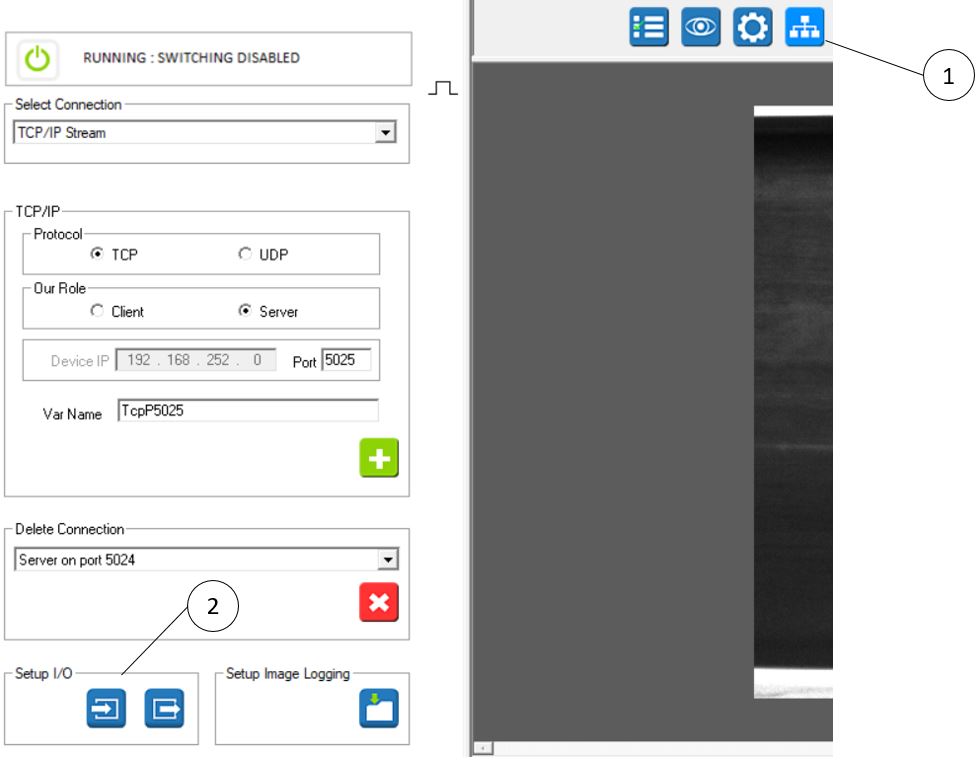 RUNNING : SWITCHING DISABLED
Select Connection
TCP/IP Stream
TCP/IP
Protocol
TCP UDP
Our Role
Client Server
Device IP 192 . 168 . 252 . 0 Port 5025
Var Name TcpP5025
Delete Connection
Server on port 5024
2
Setup I/O Setup Image Logging
1